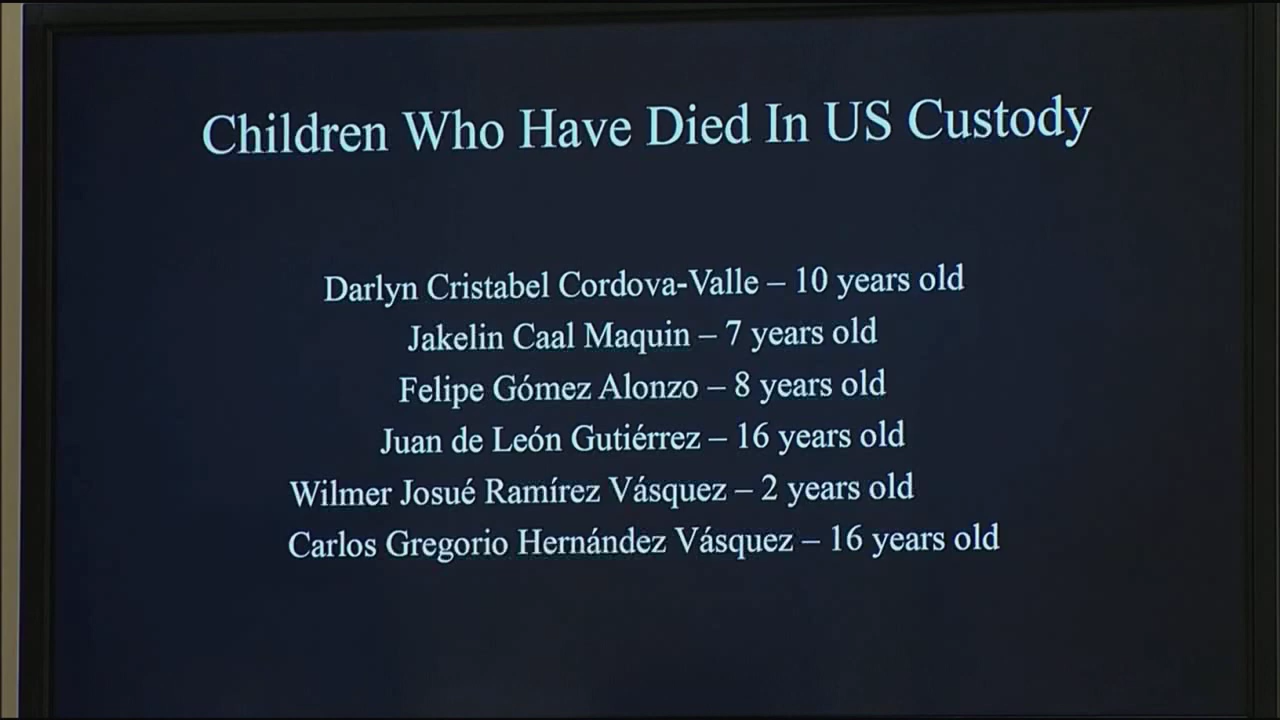 Children Who Have Died In US Custody
Darlyn Cristabel Cordova-Valle – 10 years old
Jakelin Caal Maquin – 7 years old
Felipe Gómez Alonzo – 8 years old
Juan de León Gutiérrez – 16 years old
Wilmer Josué Ramírez Vásquez – 2 years old
Carlos Gregorio Hernández Vásquez – 16 years old